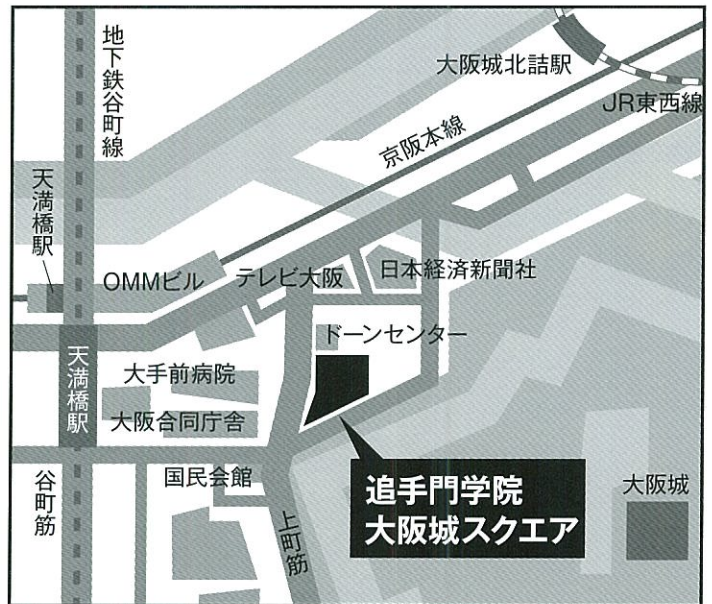 地下鉄谷町線
大阪城北詰駅
JR東西線
京阪本線
天満橋駅
OMMビル
テレビ大阪
日本経済新聞社
ドーンセンター
天満橋駅
大手前病院
大阪合同庁舎
国民会館
谷町筋
上町筋
追手門学院
大阪城スクエア
大阪城